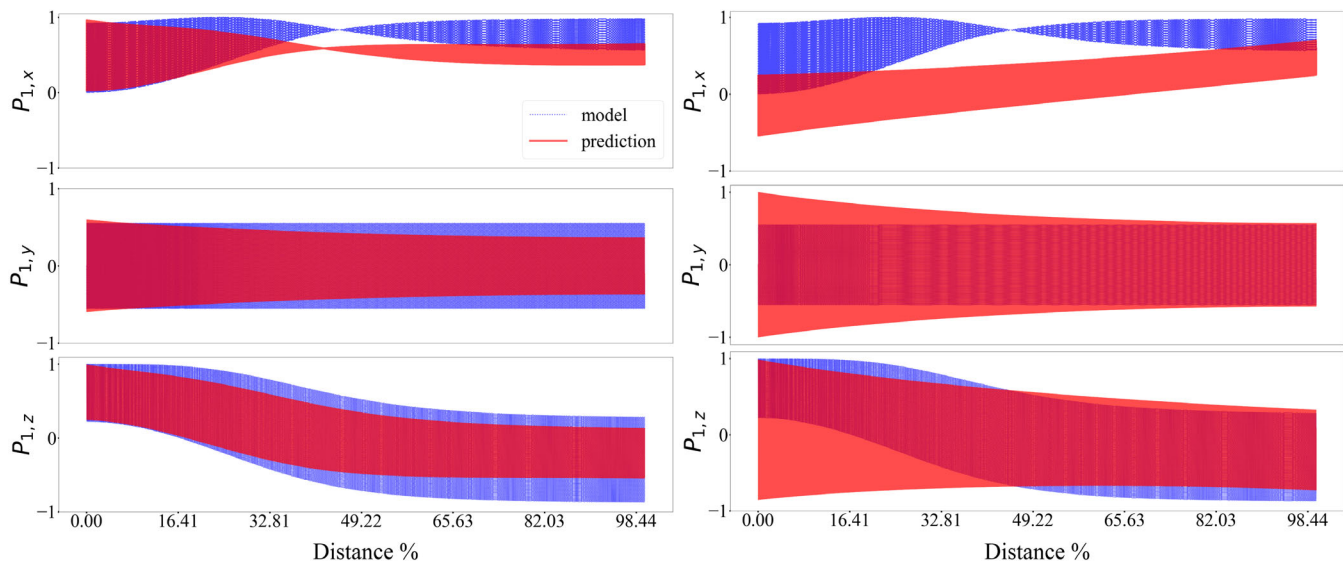 1
P1,x
0
−1
model
prediction
1
P1,y
0
−1
1
P1,z
0
−1
0.00 16.41 32.81 49.22 65.63 82.03 98.44
Distance %
1
P1,x
0
−1
1
P1,y
0
−1
1
P1,z
0
−1
0.00 16.41 32.81 49.22 65.63 82.03 98.44
Distance %